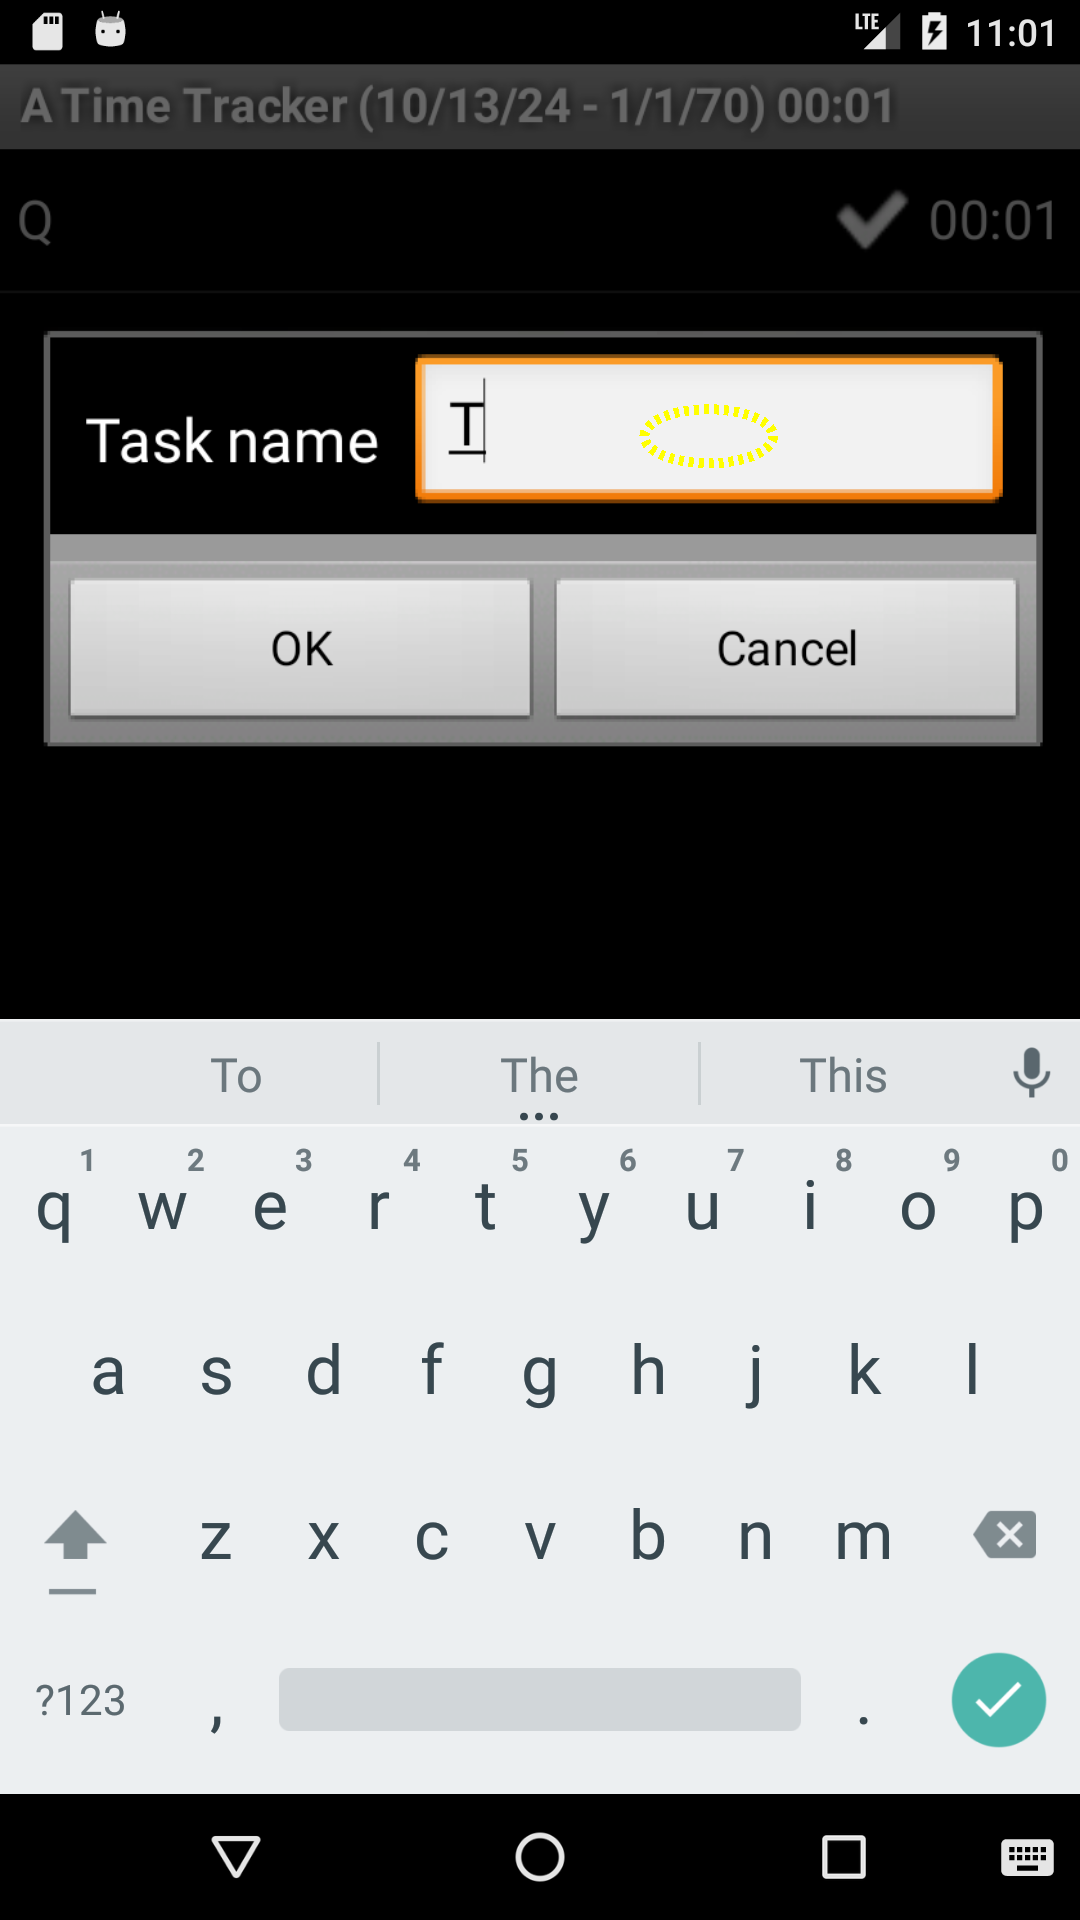 LTE 11:01
A Time Tracker (10/13/24 - 1/1/70) 00:01
Q 00:01
Task name T
OK Cancel
To The This
1 2 3 4 5 6 7 8 9 0
q w e r t y u i o p
a s d f g h j k l
z x c v b n m
?123 , .